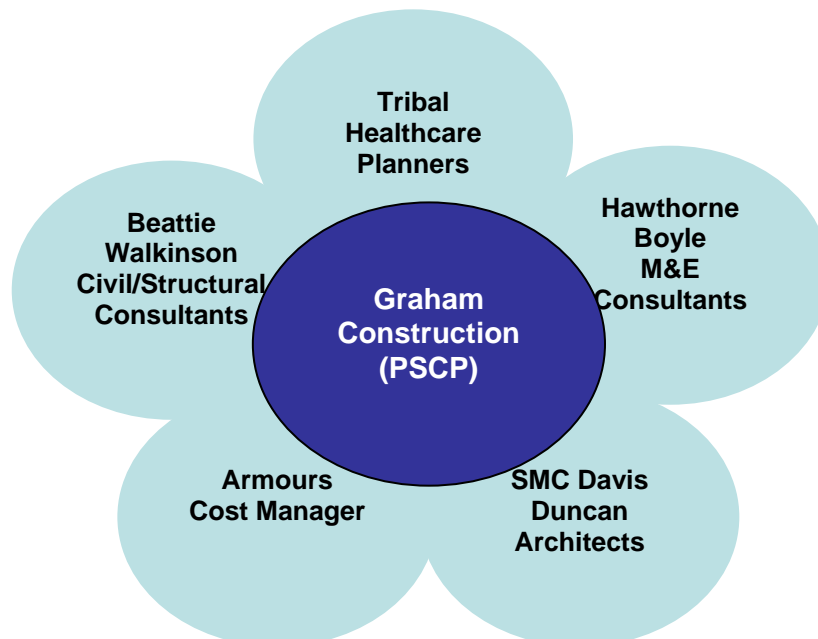 Tribal
Healthcare
Planners
Beattie
Walkinson
Civil/Structural
Consultants
Hawthorne
Boyle
M&E
Consultants
Graham
Construction
(PSCP)
Armours
Cost Manager
SMC Davis
Duncan
Architects